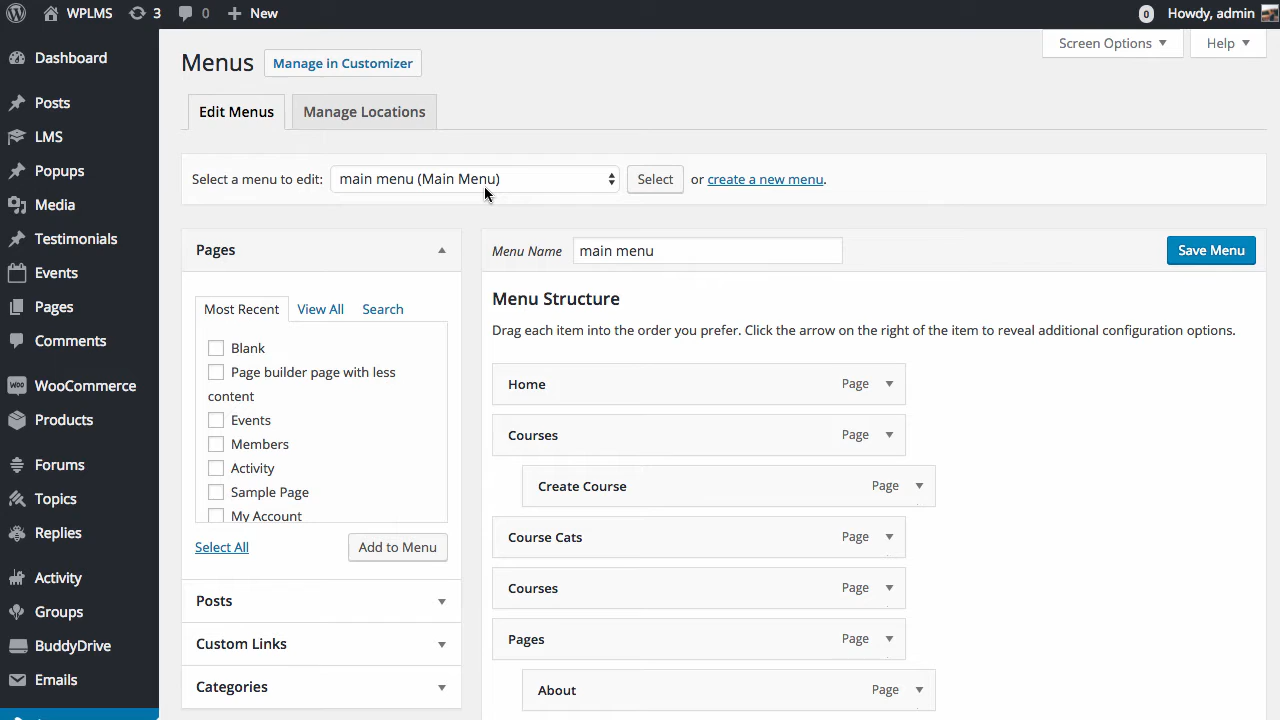 WPLMS 3 0 New 0 Howdy, admin
Screen Options Help
Dashboard
Posts
LMS
Popups
Media
Testimonials
Events
Pages
Comments
WooCommerce
Products
Forums
Topics
Replies
Activity
Groups
BuddyDrive
Emails
Menus Manage in Customizer
Edit Menus Manage Locations
Select a menu to edit: main menu (Main Menu) Select or create a new menu.
Pages
Most Recent View All Search
Blank
Page builder page with less
content
Events
Members
Activity
Sample Page
My Account
Select All Add to Menu
Posts
Custom Links
Categories
Menu Name main menu Save Menu
Menu Structure
Drag each item into the order you prefer. Click the arrow on the right of the item to reveal additional configuration options.
Home Page
Courses Page
Create Course Page
Course Cats Page
Courses Page
Pages Page
About Page